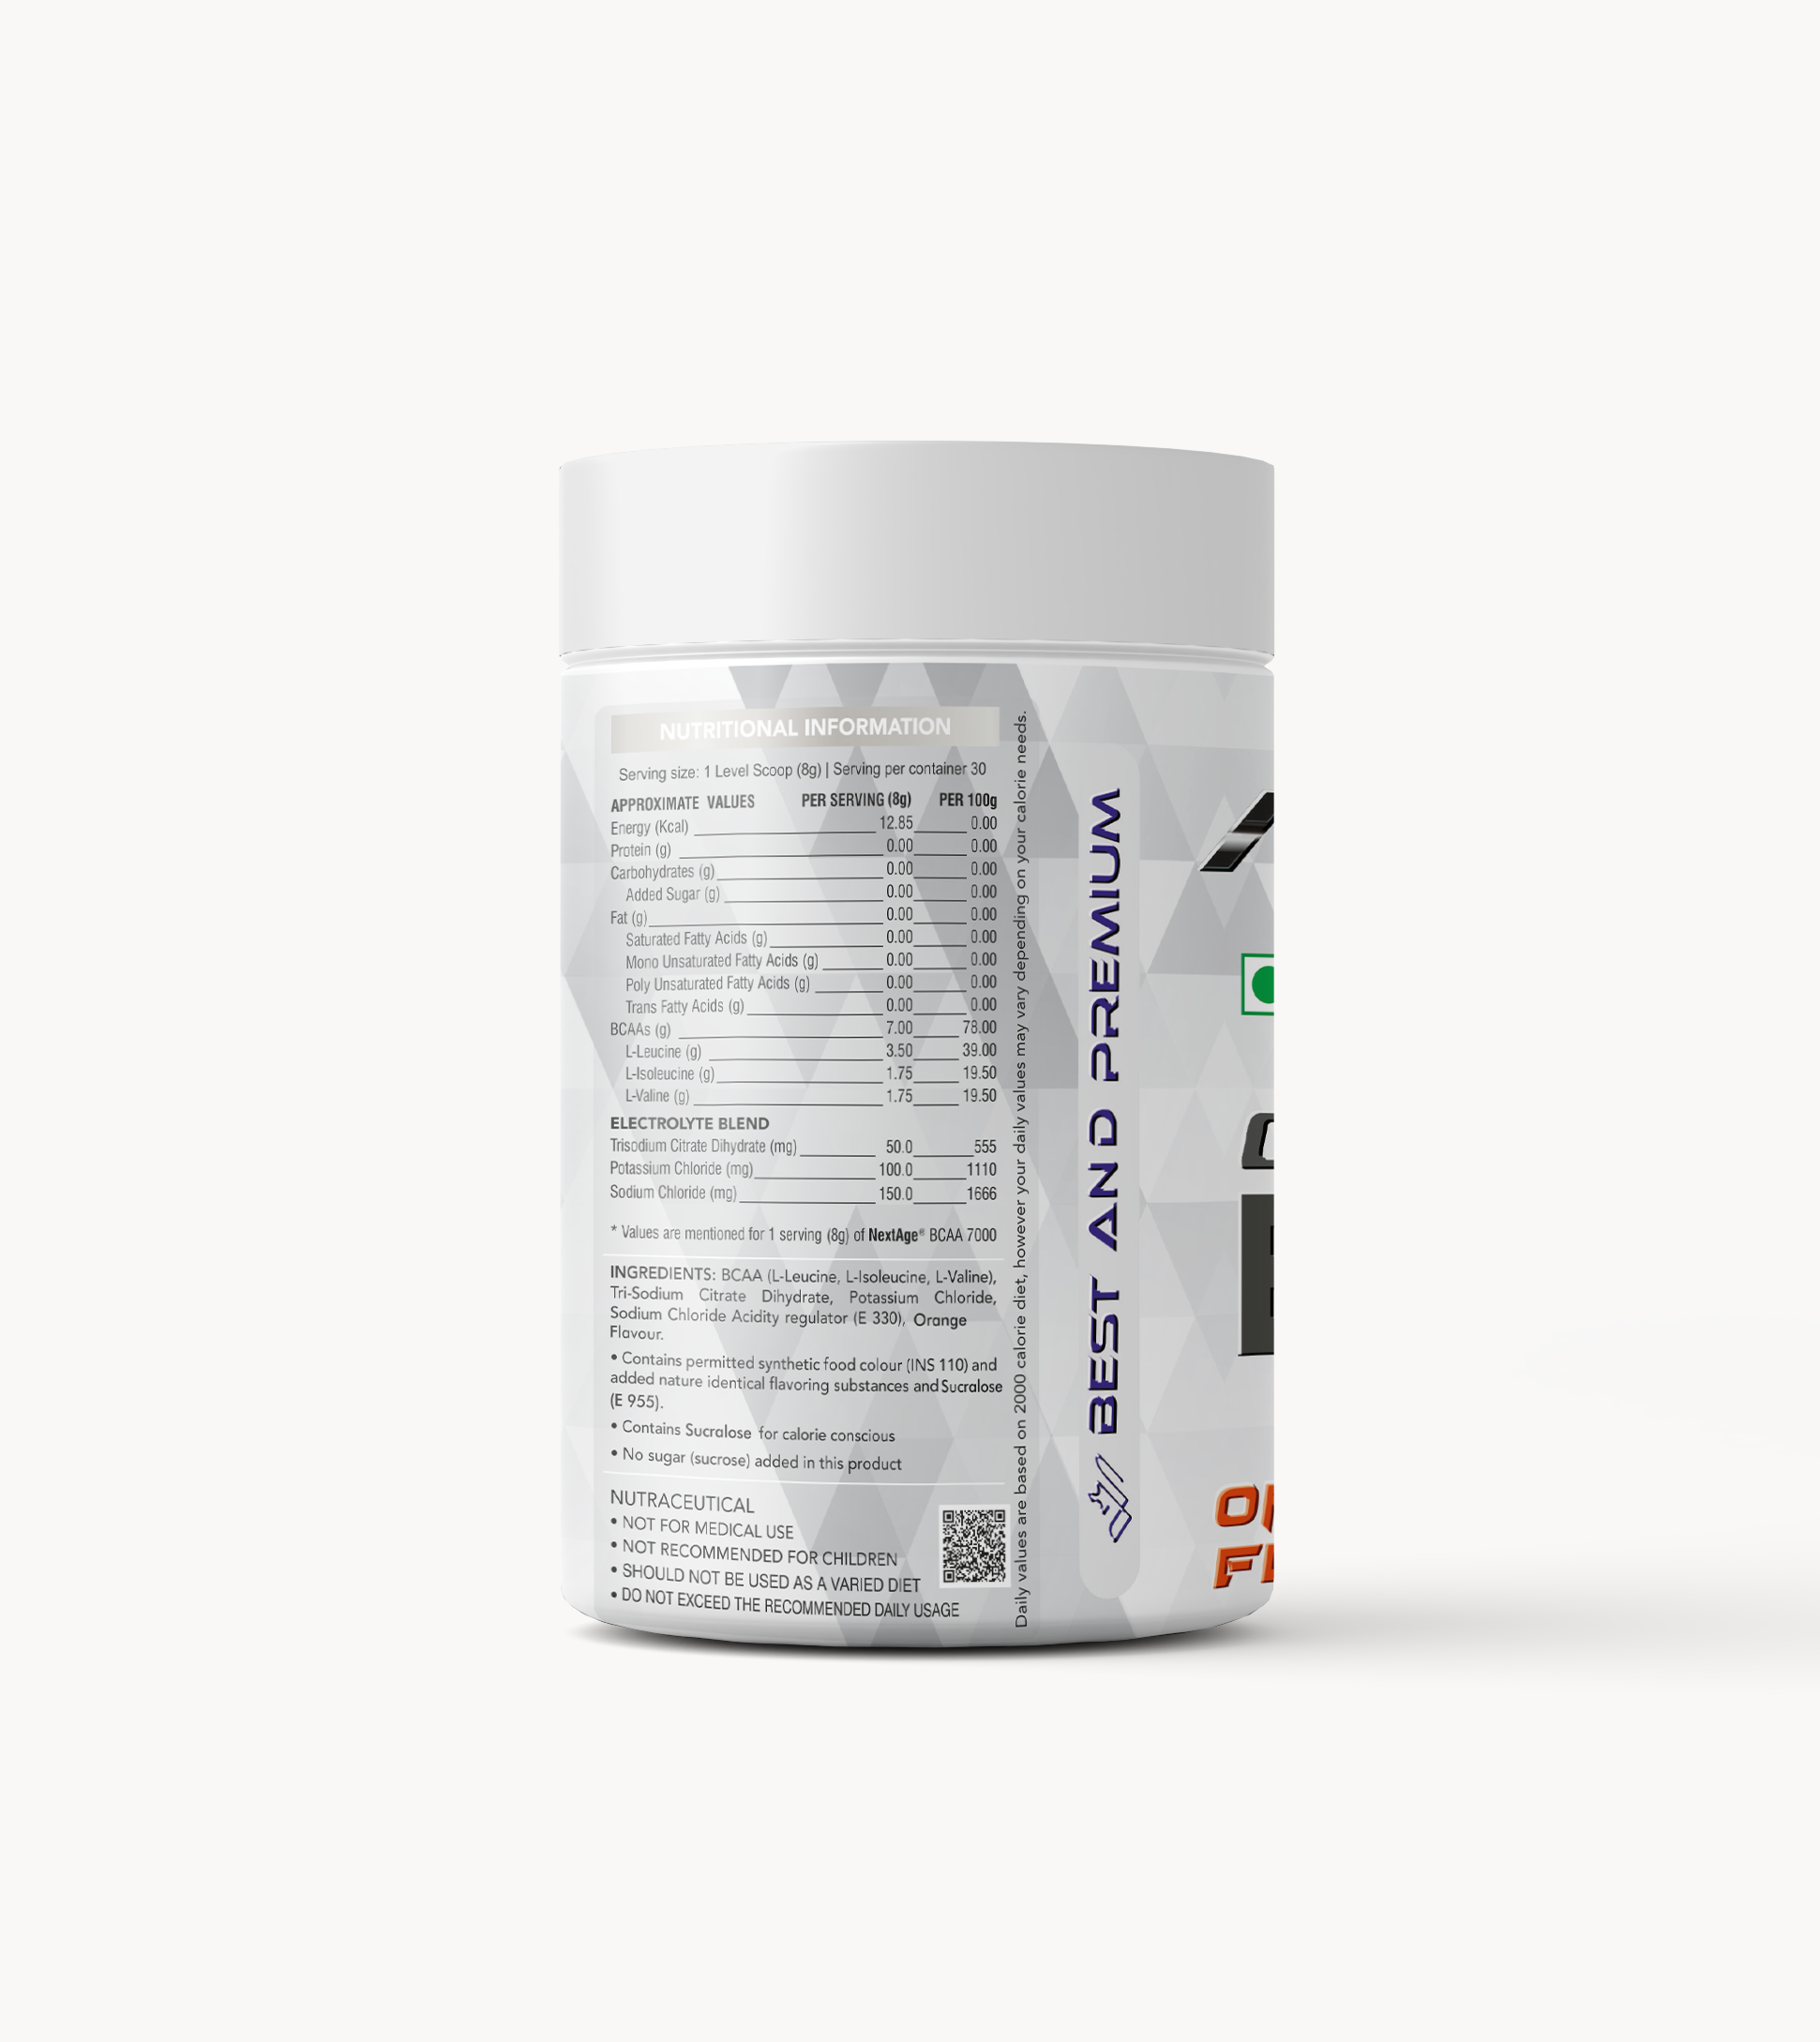 NUTRITIONAL INFORMATION
Serving size: 1 Level Scoop (8g) | Serving per container 30
APPROXIMATE VALUES PER SERVING (8g) PER 100g
Energy (Kcal) 12.85 0.00
Protein (g) 0.00 0.00
Carbohydrates (g) 0.00 0.00
Added Sugar (g) 0.00 0.00
Fat (g) 0.00 0.00
Saturated Fatty Acids (g) 0.00 0.00
Mono Unsaturated Fatty Acids (g) 0.00 0.00
Poly Unsaturated Fatty Acids (g) 0.00 0.00
Trans Fatty Acids (g) 0.00 0.00
BCAAs (g) 7.00 78.00
L-Leucine (g) 3.50 39.00
L-Isoleucine (g) 1.75 19.50
L-Valine (g) 1.75 19.50
ELECTROLYTE BLEND
Trisodium Citrate Dihydrate (mg) 50.0 555
Potassium Chloride (mg) 100.0 1110
Sodium Chloride (mg) 150.0 1666
* Values are mentioned for 1 serving (8g) of NextAge® BCAA 7000
INGREDIENTS: BCAA (L-Leucine, L-Isoleucine, L-Valine),
Tri-Sodium Citrate Dihydrate, Potassium Chloride,
Sodium Chloride Acidity regulator (E 330), Orange
Flavour.
• Contains permitted synthetic food colour (INS 110) and
added nature identical flavoring substances and Sucralose
(E 955).
• Contains Sucralose for calorie conscious
• No sugar (sucrose) added in this product
NUTRACEUTICAL
• NOT FOR MEDICAL USE
• NOT RECOMMENDED FOR CHILDREN
• SHOULD NOT BE USED AS A VARIED DIET
• DO NOT EXCEED THE RECOMMENDED DAILY USAGE
Daily values are based on 2000 calorie diet, however your daily values may vary depending on your calorie needs.
BEST AND PREMIUM